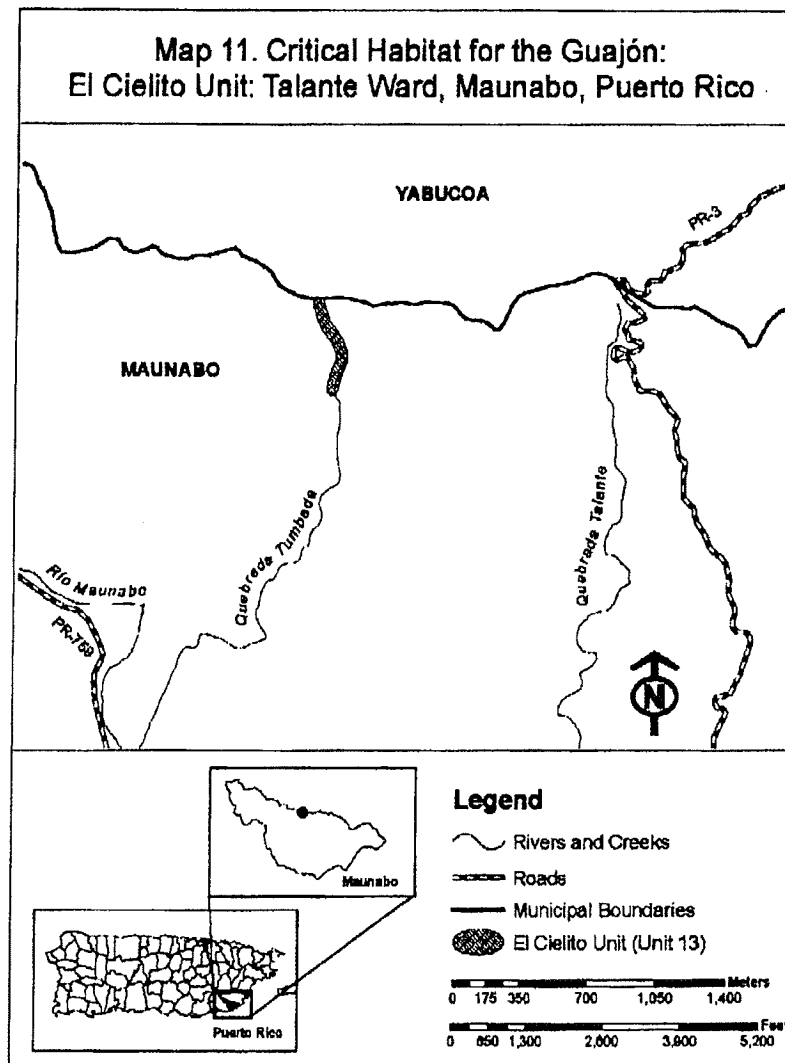 Map 11. Critical Habitat for the Guajón:
El Cielito Unit: Talante Ward, Maunabo, Puerto Rico
YABUCOA
PR-3
MAUNABO
Quebrada Tumbada
Quebrada Talante
Río Maunabo
PR-759
N
Maunabo
Puerto Rico
Legend
Rivers and Creeks
Roads
Municipal Boundaries
El Cielito Unit (Unit 13)
Meters
0 175 350 700 1,050 1,400
Feet
0 650 1,300 2,600 3,900 5,200